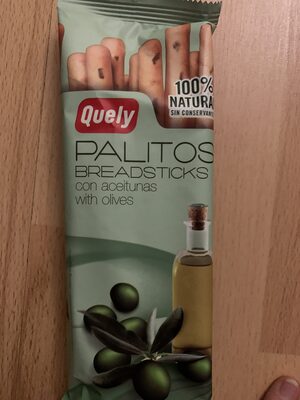 100%
NATURAL
SIN CONSERVANTES
Quely
PALITOS
BREADSTICKS
con aceitunas
with olives